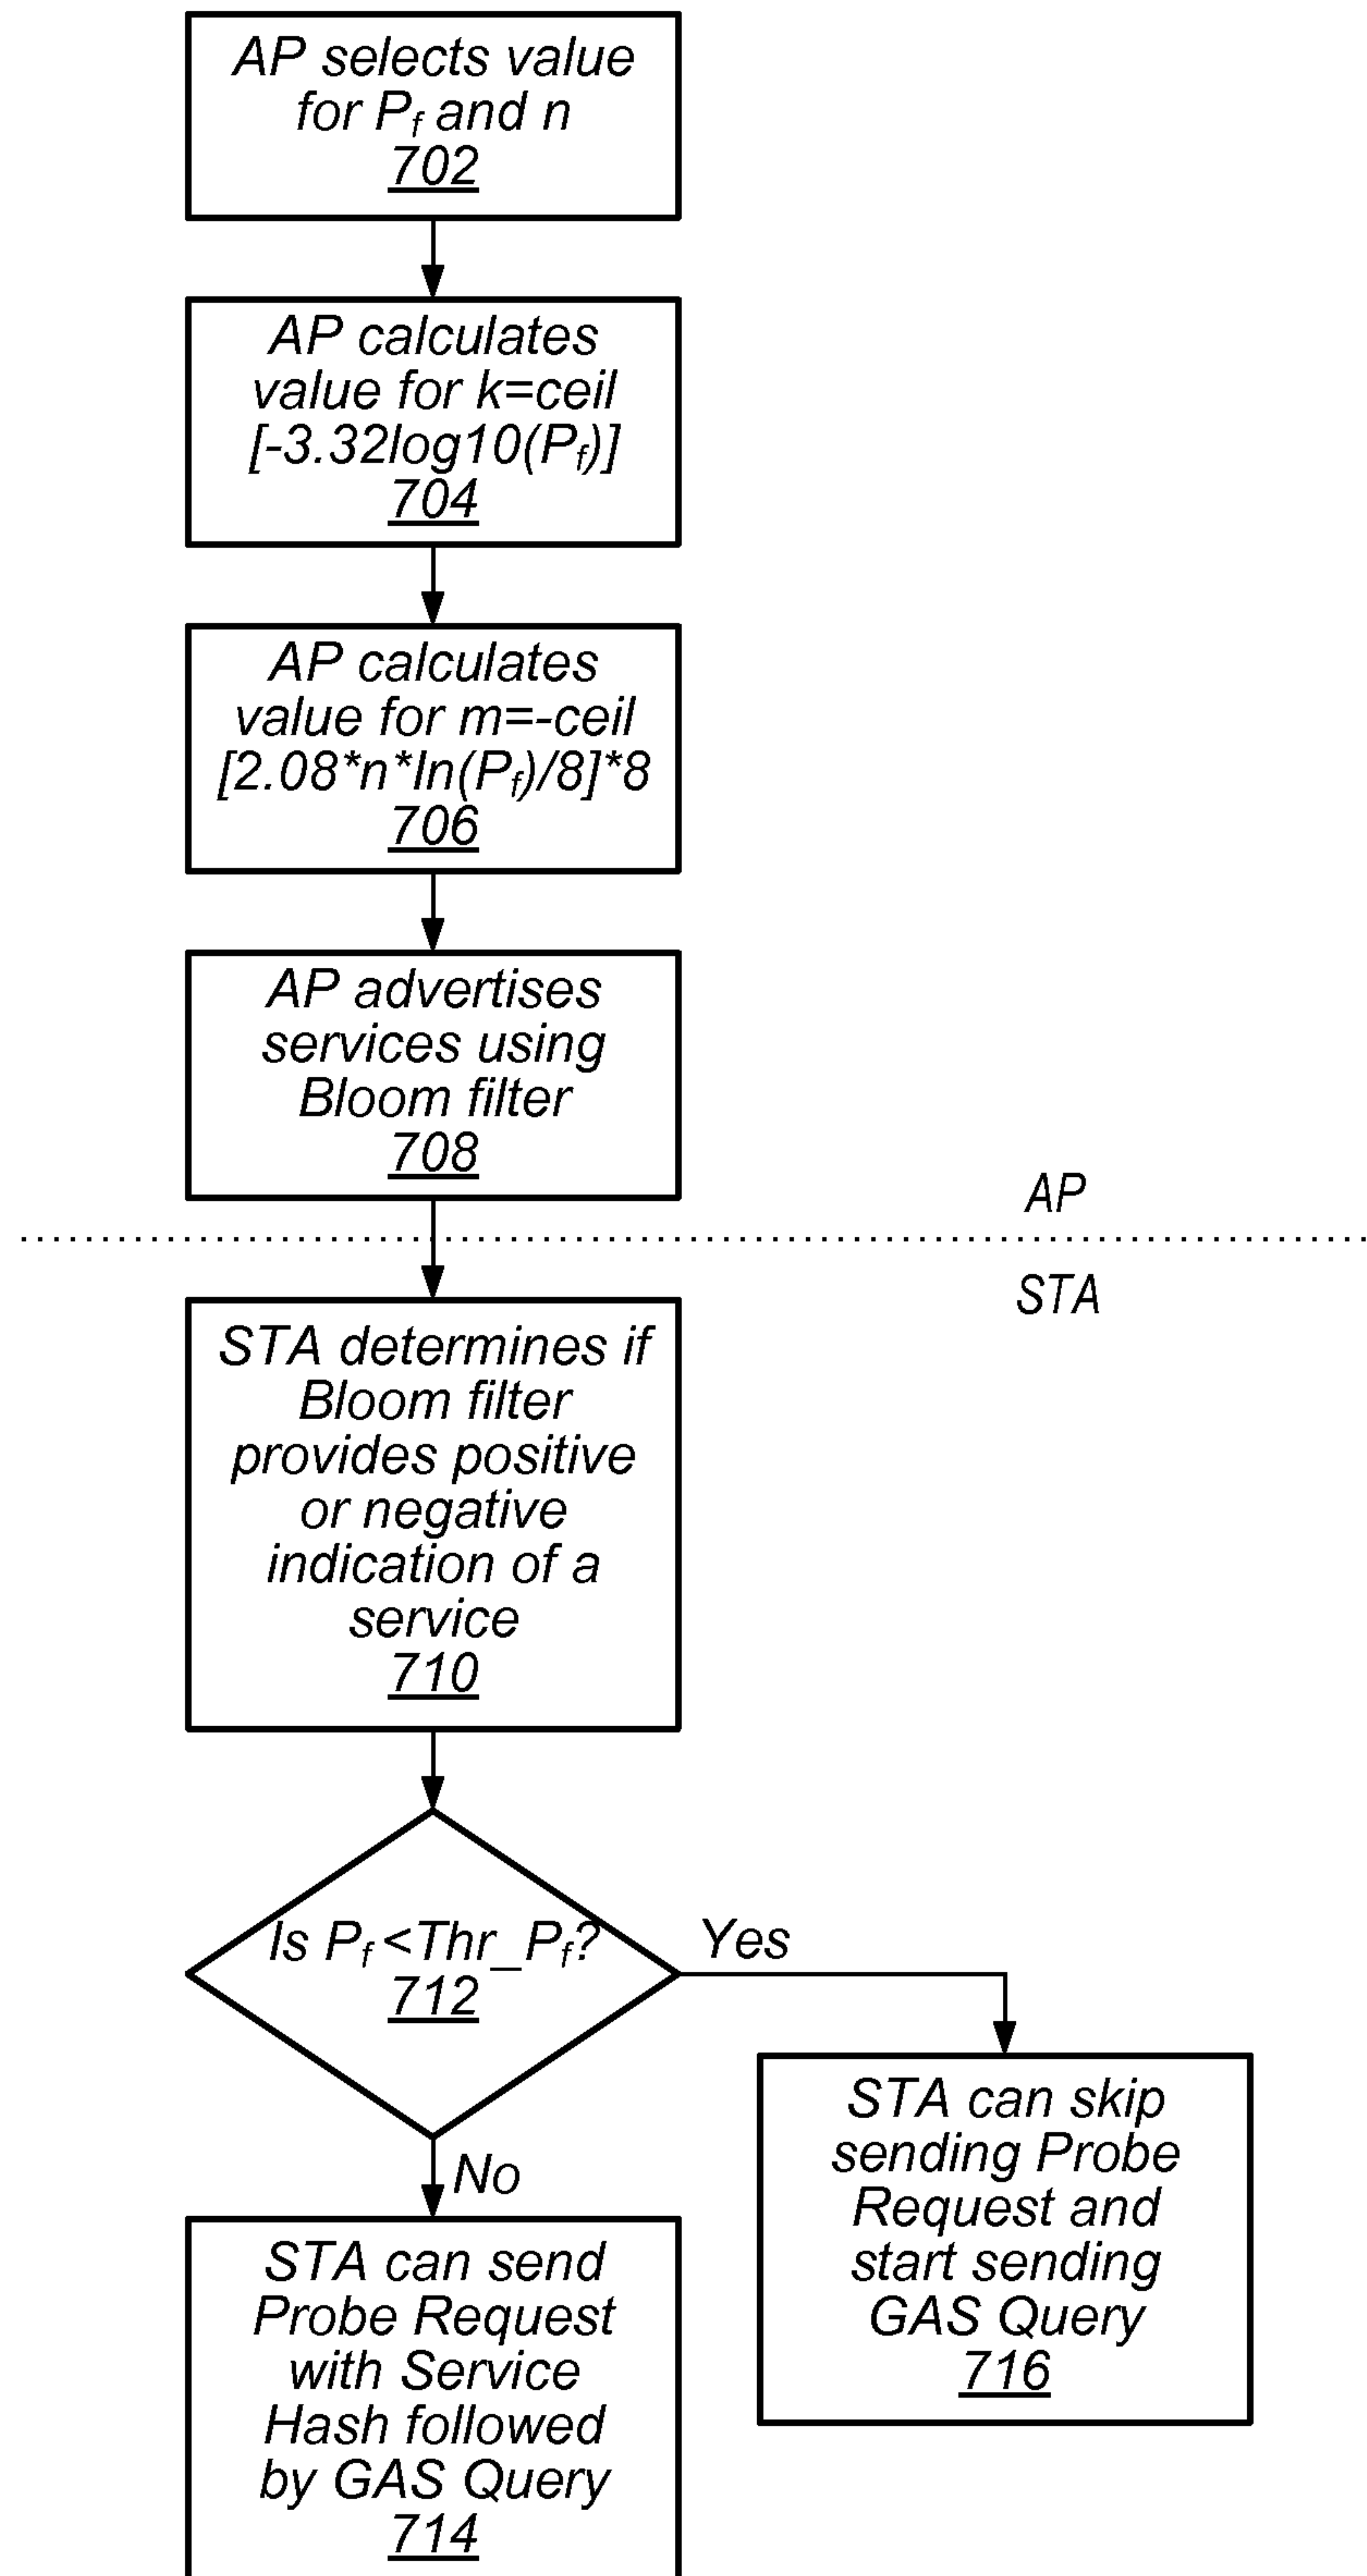 AP selects value
for Pf and n
702
AP calculates
value for k=ceil
[-3.32log10(Pf)]
704
AP calculates
value for m=-ceil
[2.08*n*ln(Pf)/8]*8
706
AP advertises
services using
Bloom filter
708
AP
STA
STA determines if
Bloom filter
provides positive
or negative
indication of a
service
710
Is Pf <Thr_Pf?
712
Yes
No
STA can skip
sending Probe
Request and
start sending
GAS Query
716
STA can send
Probe Request
with Service
Hash followed
by GAS Query
714